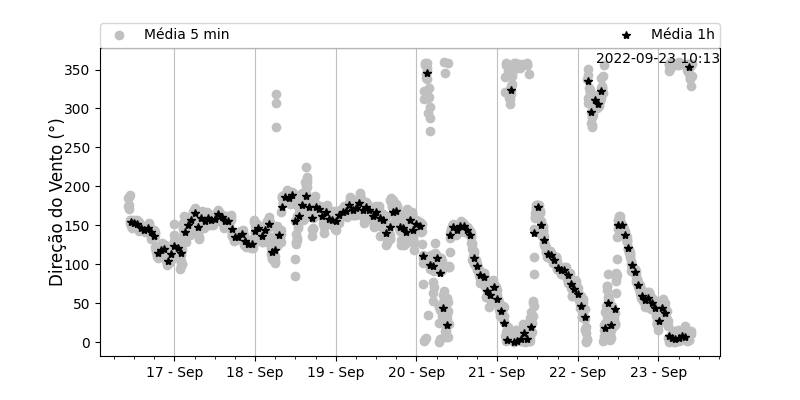 Média 5 min
Média 1h
2022-09-23 10:13
Direção do Vento (°)
350
300
250
200
150
100
50
0
17 - Sep
18 - Sep
19 - Sep
20 - Sep
21 - Sep
22 - Sep
23 - Sep